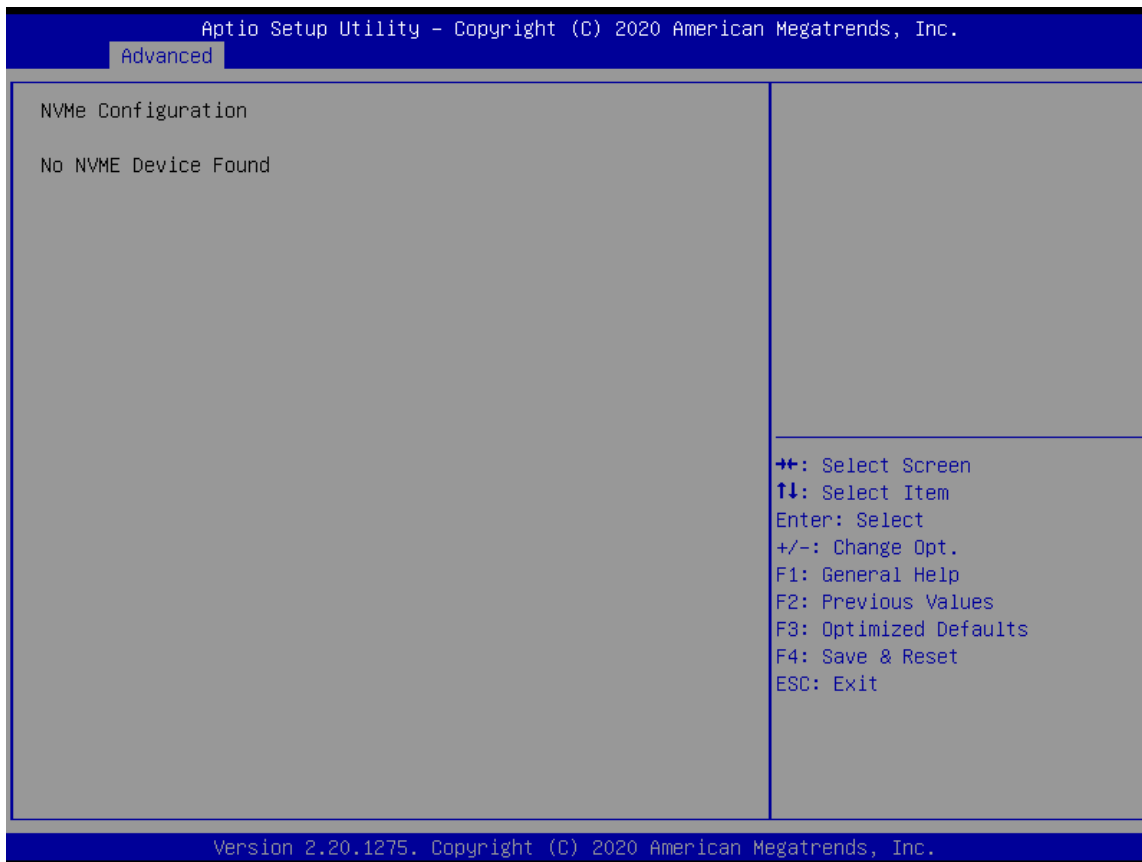 Aptio Setup Utility – Copyright (C) 2020 American Megatrends, Inc.
Advanced
NVMe Configuration
No NVME Device Found
→←: Select Screen
↑↓: Select Item
Enter: Select
+/-: Change Opt.
F1: General Help
F2: Previous Values
F3: Optimized Defaults
F4: Save & Reset
ESC: Exit
Version 2.20.1275. Copyright (C) 2020 American Megatrends, Inc.